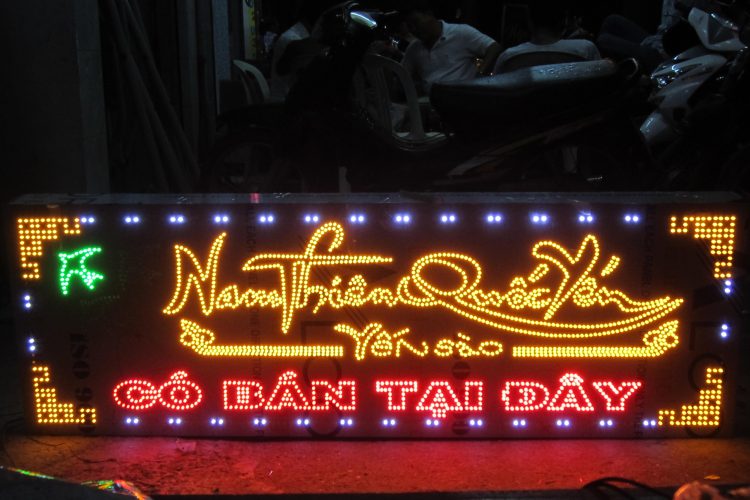 Nam Thiên Quốc Yến
Yến sào
CÓ BÁN TẠI ĐÂY